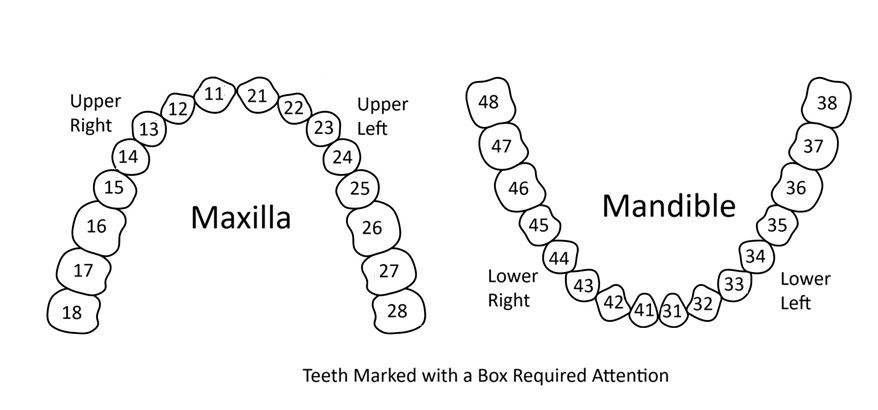 Upper
Right
11
21
12
22
13
23
14
24
15
25
16
26
17
27
18
28
Upper
Left
Maxilla
48
38
47
37
46
36
45
35
44
34
43
33
42
32
41
31
Mandible
Lower
Right
Lower
Left
Teeth Marked with a Box Required Attention